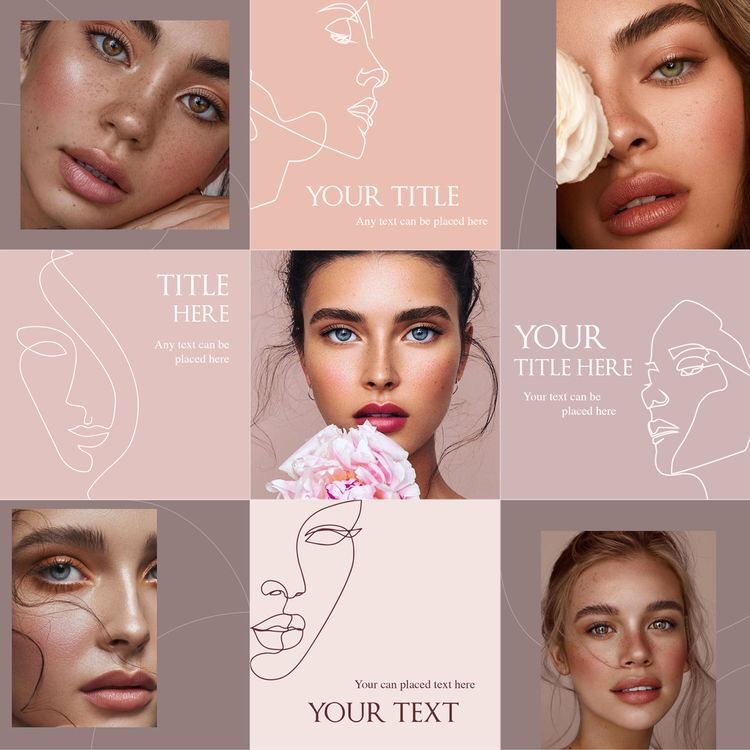 YOUR TITLE
Any text can be placed here
TITLE
HERE
Any text can be
placed here
YOUR
TITLE HERE
Your text can be
placed here
Your can placed text here
YOUR TEXT